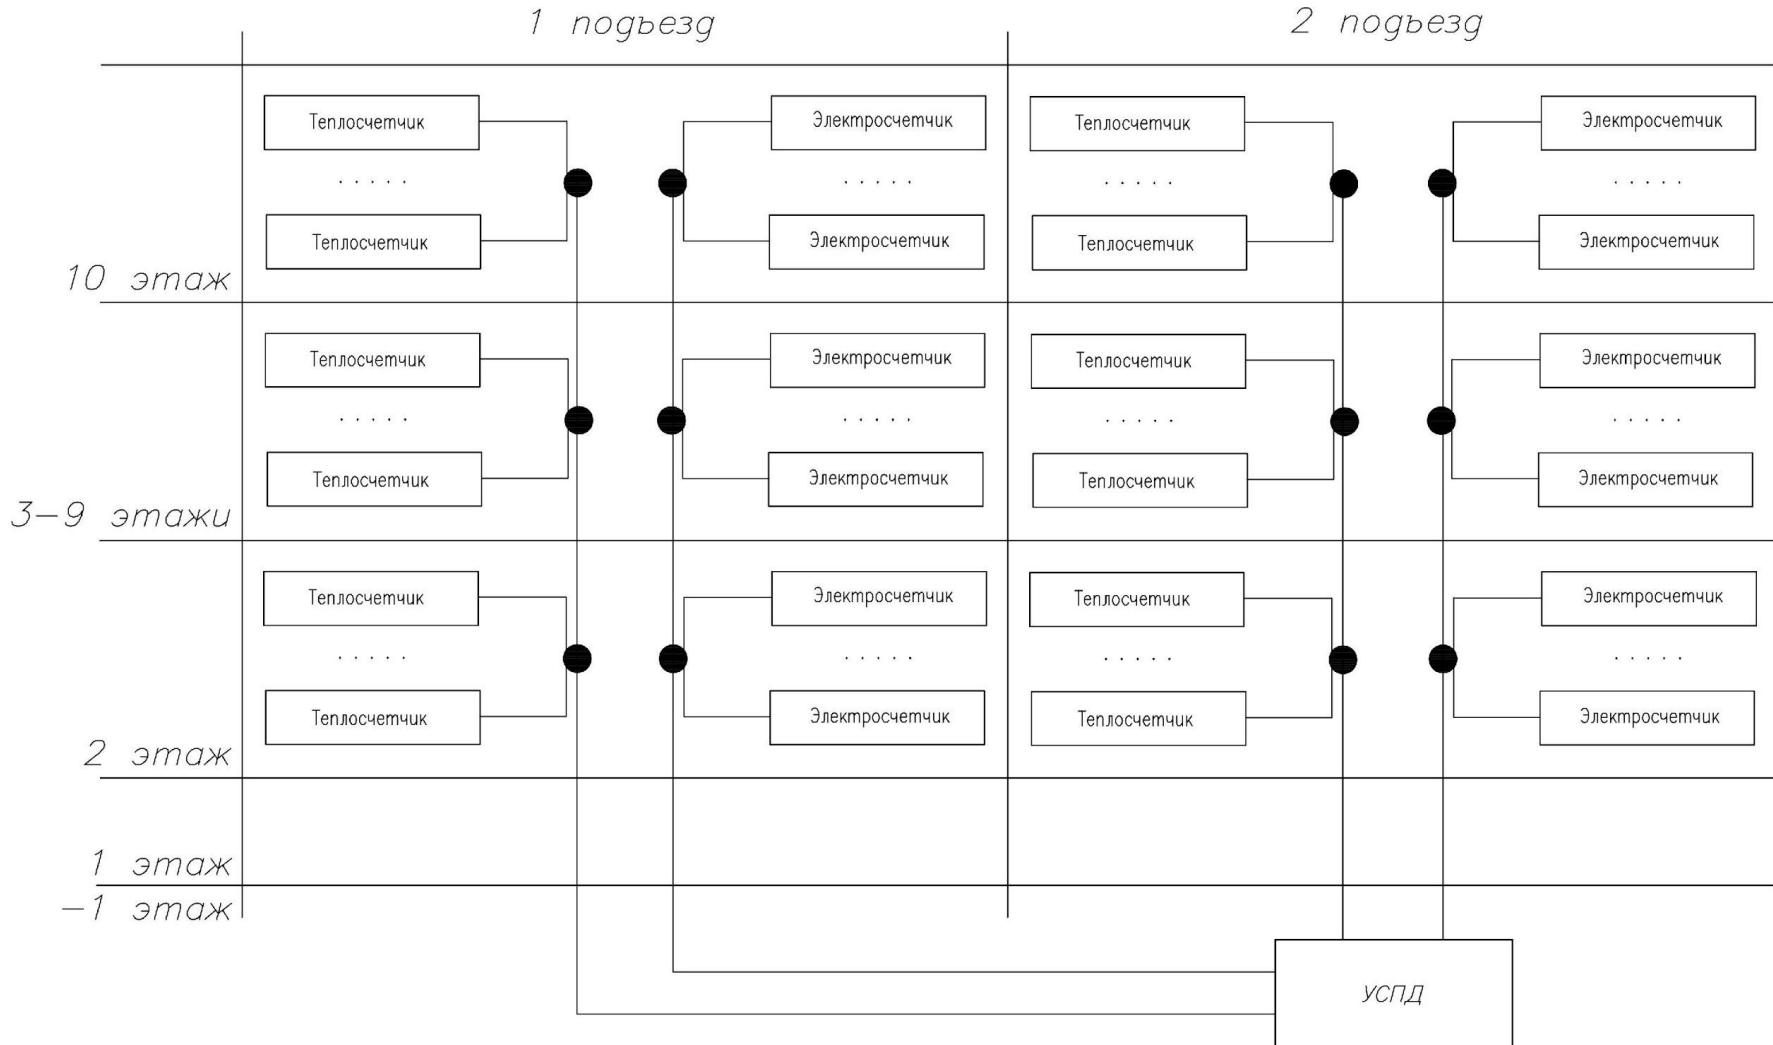 1 подъезд
2 подъезд
Теплосчетчик
Электросчетчик
Теплосчетчик
Электросчетчик
. . . . .
. . . . .
. . . . .
. . . . .
Теплосчетчик
Электросчетчик
Теплосчетчик
Электросчетчик
10 этаж
Теплосчетчик
Электросчетчик
Теплосчетчик
Электросчетчик
. . . . .
. . . . .
. . . . .
. . . . .
Теплосчетчик
Электросчетчик
Теплосчетчик
Электросчетчик
3-9 этажи
Теплосчетчик
Электросчетчик
Теплосчетчик
Электросчетчик
. . . . .
. . . . .
. . . . .
. . . . .
Теплосчетчик
Электросчетчик
Теплосчетчик
Электросчетчик
2 этаж
1 этаж
-1 этаж
УСПД